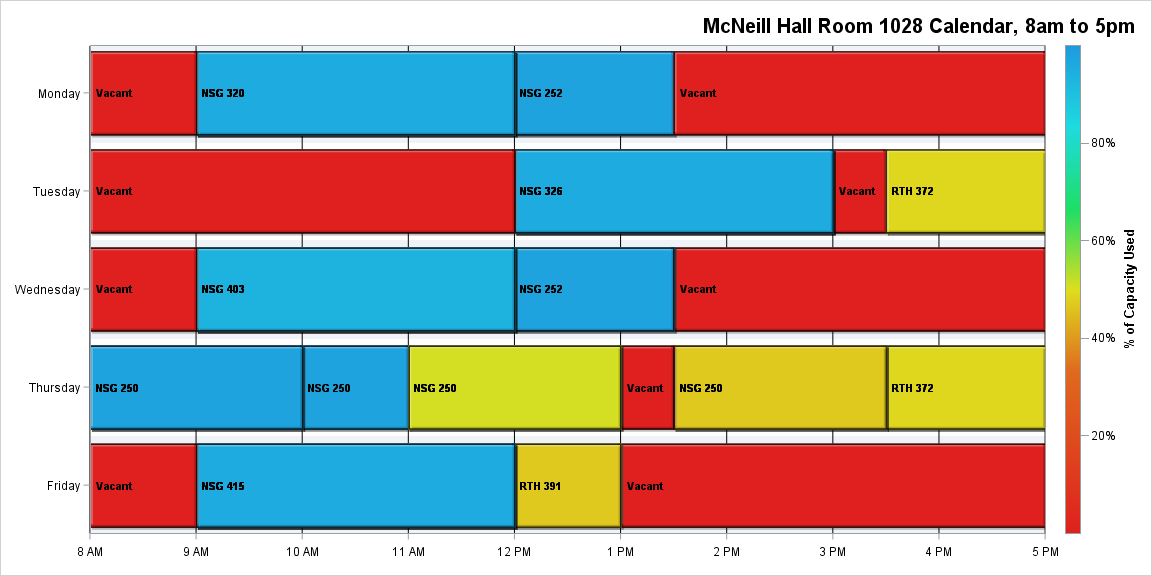 McNeill Hall Room 1028 Calendar, 8am to 5pm
Monday
Vacant
NSG 320
NSG 252
Vacant
Tuesday
Vacant
NSG 326
Vacant
RTH 372
Wednesday
Vacant
NSG 403
NSG 252
Vacant
Thursday
NSG 250
NSG 250
NSG 250
Vacant
NSG 250
RTH 372
Friday
Vacant
NSG 415
RTH 391
Vacant
8 AM
9 AM
10 AM
11 AM
12 PM
1 PM
2 PM
3 PM
4 PM
5 PM
80%
60%
40%
20%
% of Capacity Used